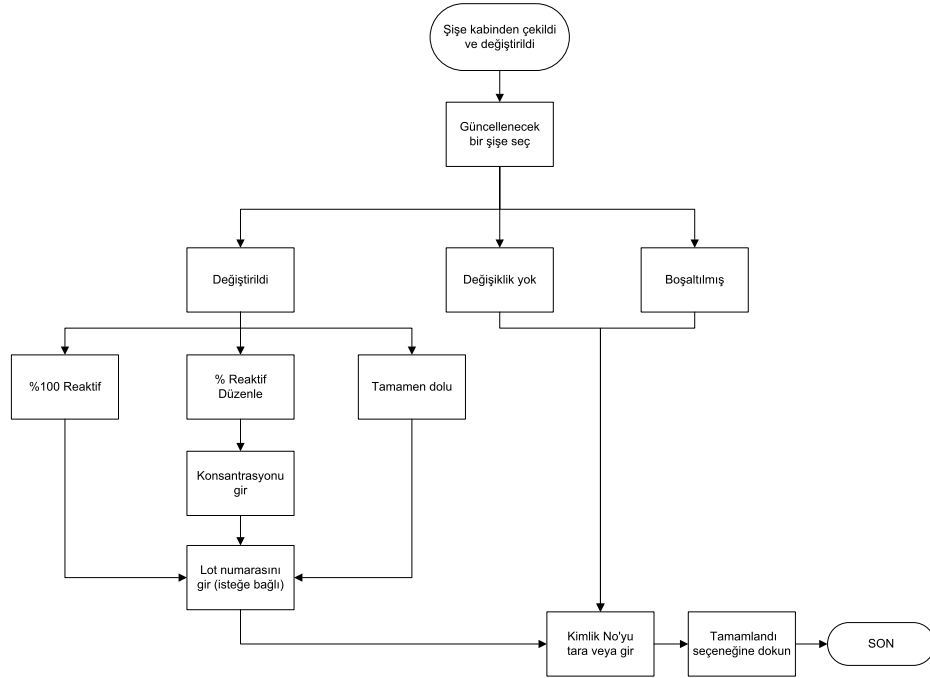 Şişe kabinden çekildi
ve değiştirildi
Güncellenecek
bir şişe seç
Değiştirildi
Değişiklik yok
Boşaltılmış
%100 Reaktif
% Reaktif
Düzenle
Tamamen dolu
Konsantrasyonu
gir
Lot numarasını
gir (isteğe bağlı)
Kimlik No'yu
tara veya gir
Tamamlandı
seçeneğine dokun
SON